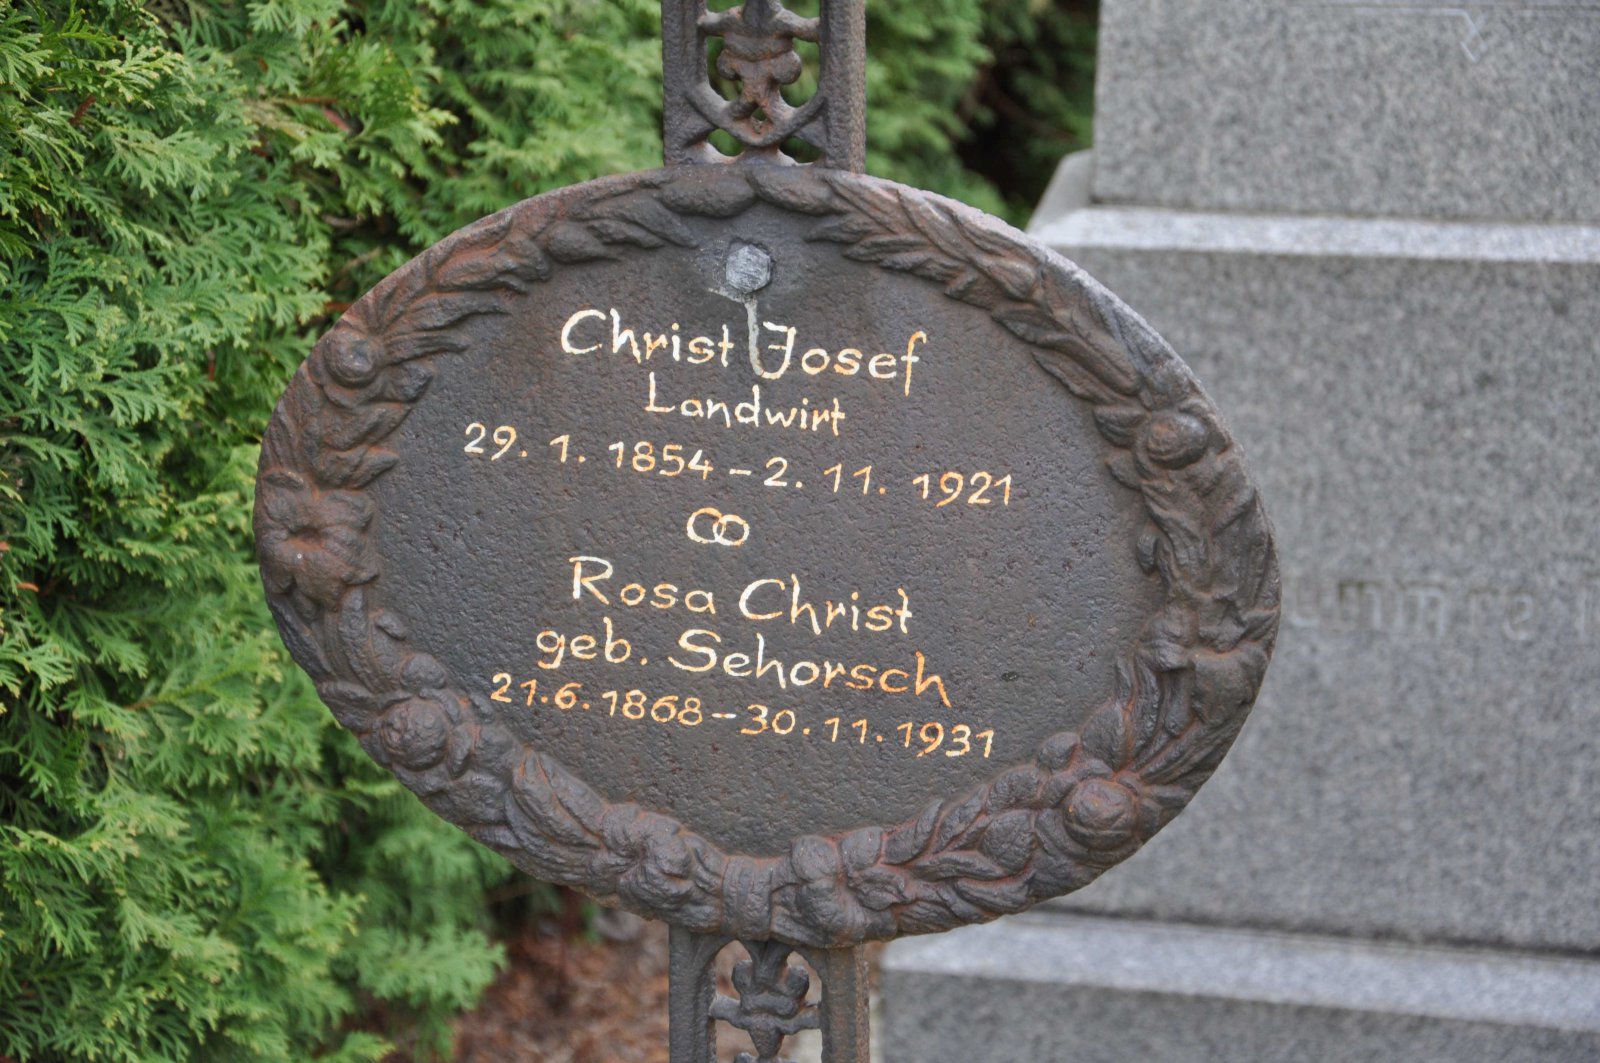 Christ Josef
Landwirt
29. 1. 1854 – 2. 11. 1921
⚭
Rosa Christ
geb. Sehorsch
21.6.1868 – 30.11.1931